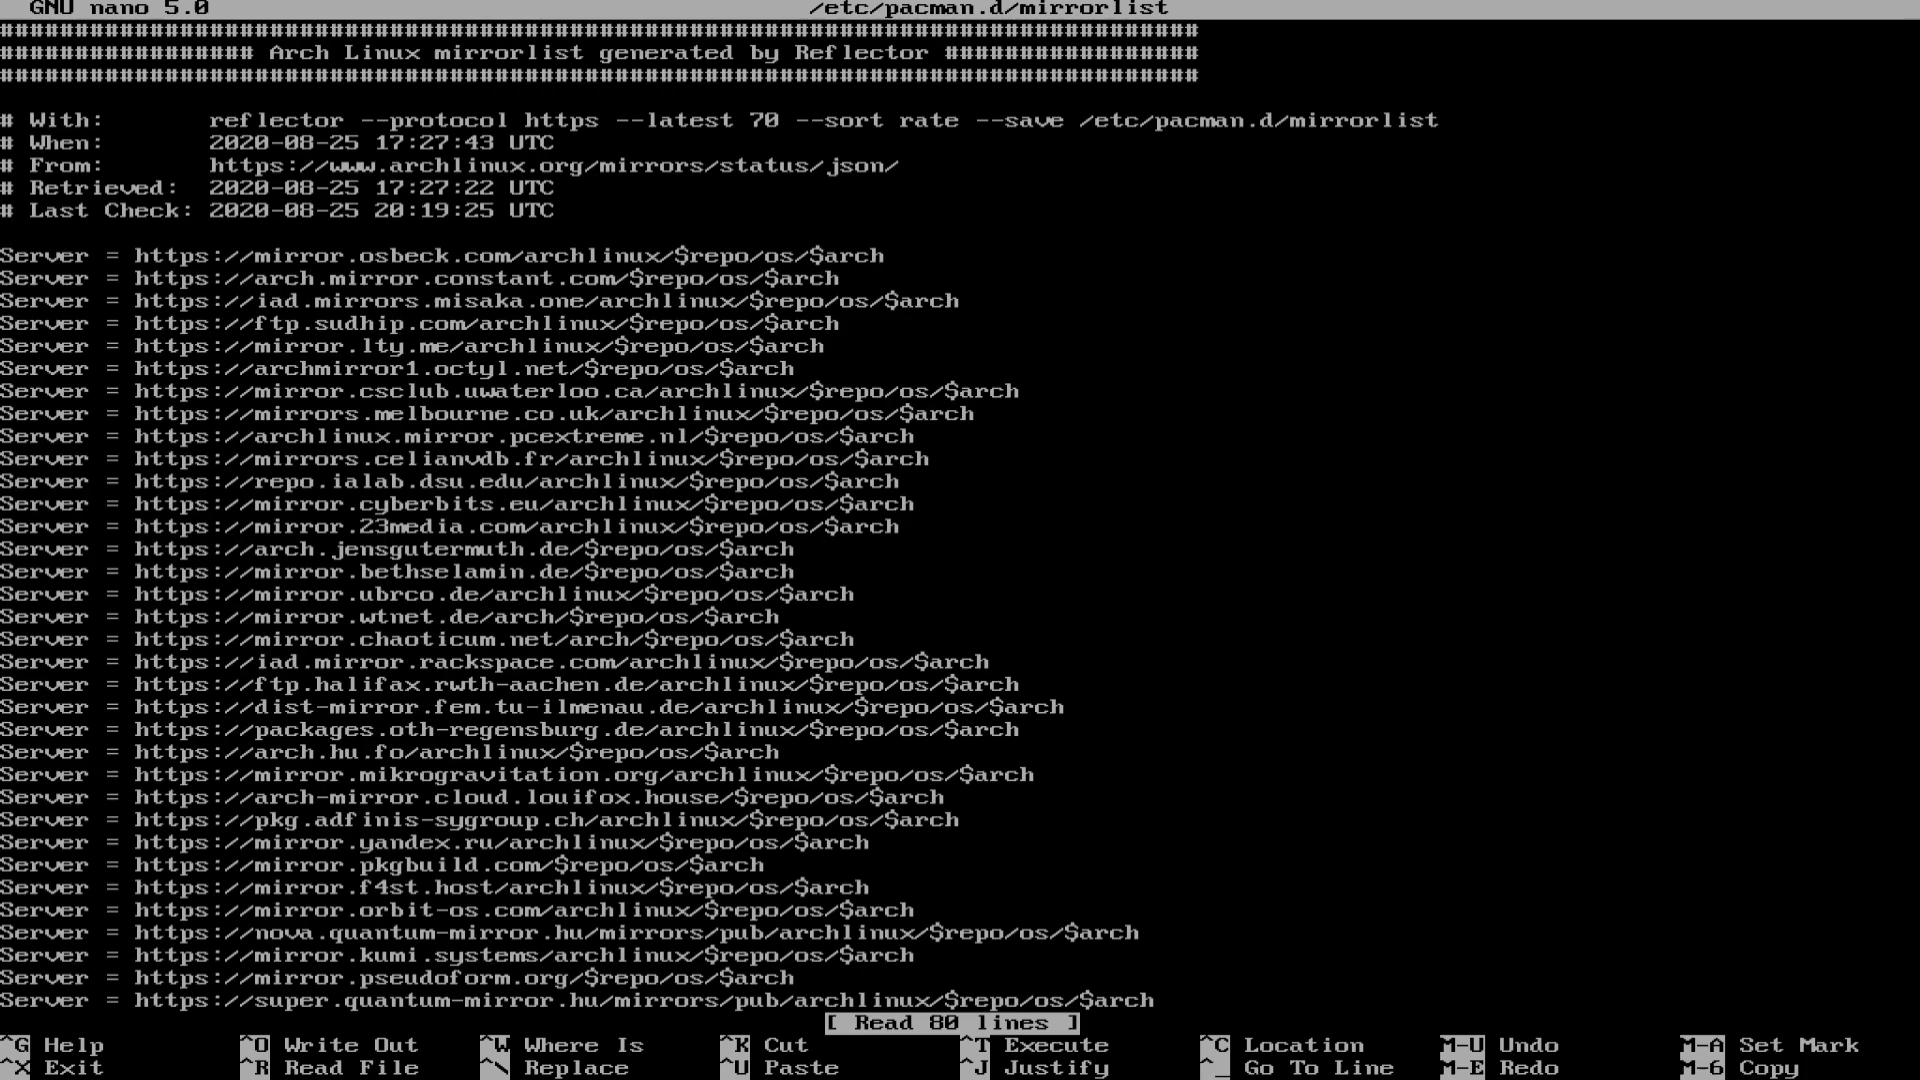 GNU nano 5.0 /etc/pacman.d/mirrorlist
################################################################################
################# Arch Linux mirrorlist generated by Reflector #################
################################################################################
# With: reflector --protocol https --latest 70 --sort rate --save /etc/pacman.d/mirrorlist
# When: 2020-08-25 17:27:43 UTC
# From: https://www.archlinux.org/mirrors/status/json/
# Retrieved: 2020-08-25 17:27:22 UTC
# Last Check: 2020-08-25 20:19:25 UTC
Server = https://mirror.osbeck.com/archlinux/$repo/os/$arch
Server = https://arch.mirror.constant.com/$repo/os/$arch
Server = https://iad.mirrors.misaka.one/archlinux/$repo/os/$arch
Server = https://ftp.sudhip.com/archlinux/$repo/os/$arch
Server = https://mirror.lty.me/archlinux/$repo/os/$arch
Server = https://archmirror1.octyl.net/$repo/os/$arch
Server = https://mirror.csclub.uwaterloo.ca/archlinux/$repo/os/$arch
Server = https://mirrors.melbourne.co.uk/archlinux/$repo/os/$arch
Server = https://archlinux.mirror.pcextreme.nl/$repo/os/$arch
Server = https://mirrors.celianvdb.fr/archlinux/$repo/os/$arch
Server = https://repo.ialab.dsu.edu/archlinux/$repo/os/$arch
Server = https://mirror.cyberbits.eu/archlinux/$repo/os/$arch
Server = https://mirror.23media.com/archlinux/$repo/os/$arch
Server = https://arch.jensgutermuth.de/$repo/os/$arch
Server = https://mirror.bethselamin.de/$repo/os/$arch
Server = https://mirror.ubrco.de/archlinux/$repo/os/$arch
Server = https://mirror.wtnet.de/arch/$repo/os/$arch
Server = https://mirror.chaoticum.net/arch/$repo/os/$arch
Server = https://iad.mirror.rackspace.com/archlinux/$repo/os/$arch
Server = https://ftp.halifax.rwth-aachen.de/archlinux/$repo/os/$arch
Server = https://dist-mirror.fem.tu-ilmenau.de/archlinux/$repo/os/$arch
Server = https://packages.oth-regensburg.de/archlinux/$repo/os/$arch
Server = https://arch.hu.fo/archlinux/$repo/os/$arch
Server = https://mirror.mikrogravitation.org/archlinux/$repo/os/$arch
Server = https://arch-mirror.cloud.louifox.house/$repo/os/$arch
Server = https://pkg.adfinis-sygroup.ch/archlinux/$repo/os/$arch
Server = https://mirror.yandex.ru/archlinux/$repo/os/$arch
Server = https://mirror.pkgbuild.com/$repo/os/$arch
Server = https://mirror.f4st.host/archlinux/$repo/os/$arch
Server = https://mirror.orbit-os.com/archlinux/$repo/os/$arch
Server = https://nova.quantum-mirror.hu/mirrors/pub/archlinux/$repo/os/$arch
Server = https://mirror.kumi.systems/archlinux/$repo/os/$arch
Server = https://mirror.pseudoform.org/$repo/os/$arch
Server = https://super.quantum-mirror.hu/mirrors/pub/archlinux/$repo/os/$arch
[ Read 80 lines ]
^G Help ^O Write Out ^W Where Is ^K Cut ^T Execute ^C Location M-U Undo M-A Set Mark
^X Exit ^R Read File ^\ Replace ^U Paste ^J Justify ^_ Go To Line M-E Redo M-6 Copy